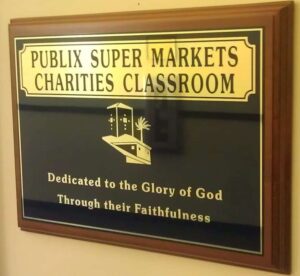 PUBLIX SUPER MARKETS
CHARITIES CLASSROOM
Dedicated to the Glory of God
Through their Faithfulness